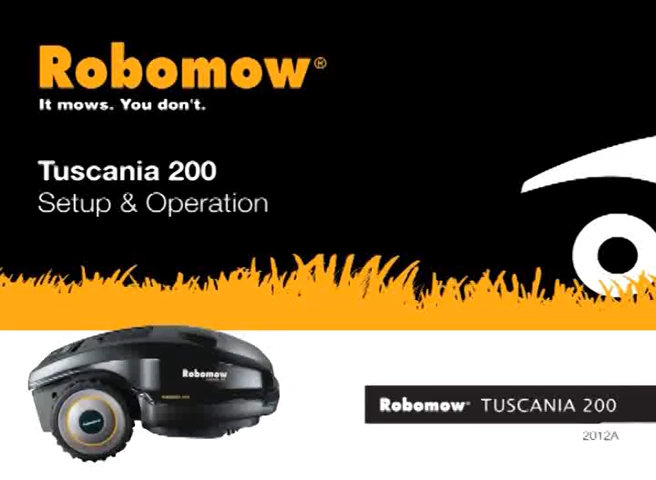 Robomow®
It mows. You don't.
Tuscania 200
Setup & Operation
Robomow
Robomow® TUSCANIA 200
2012A